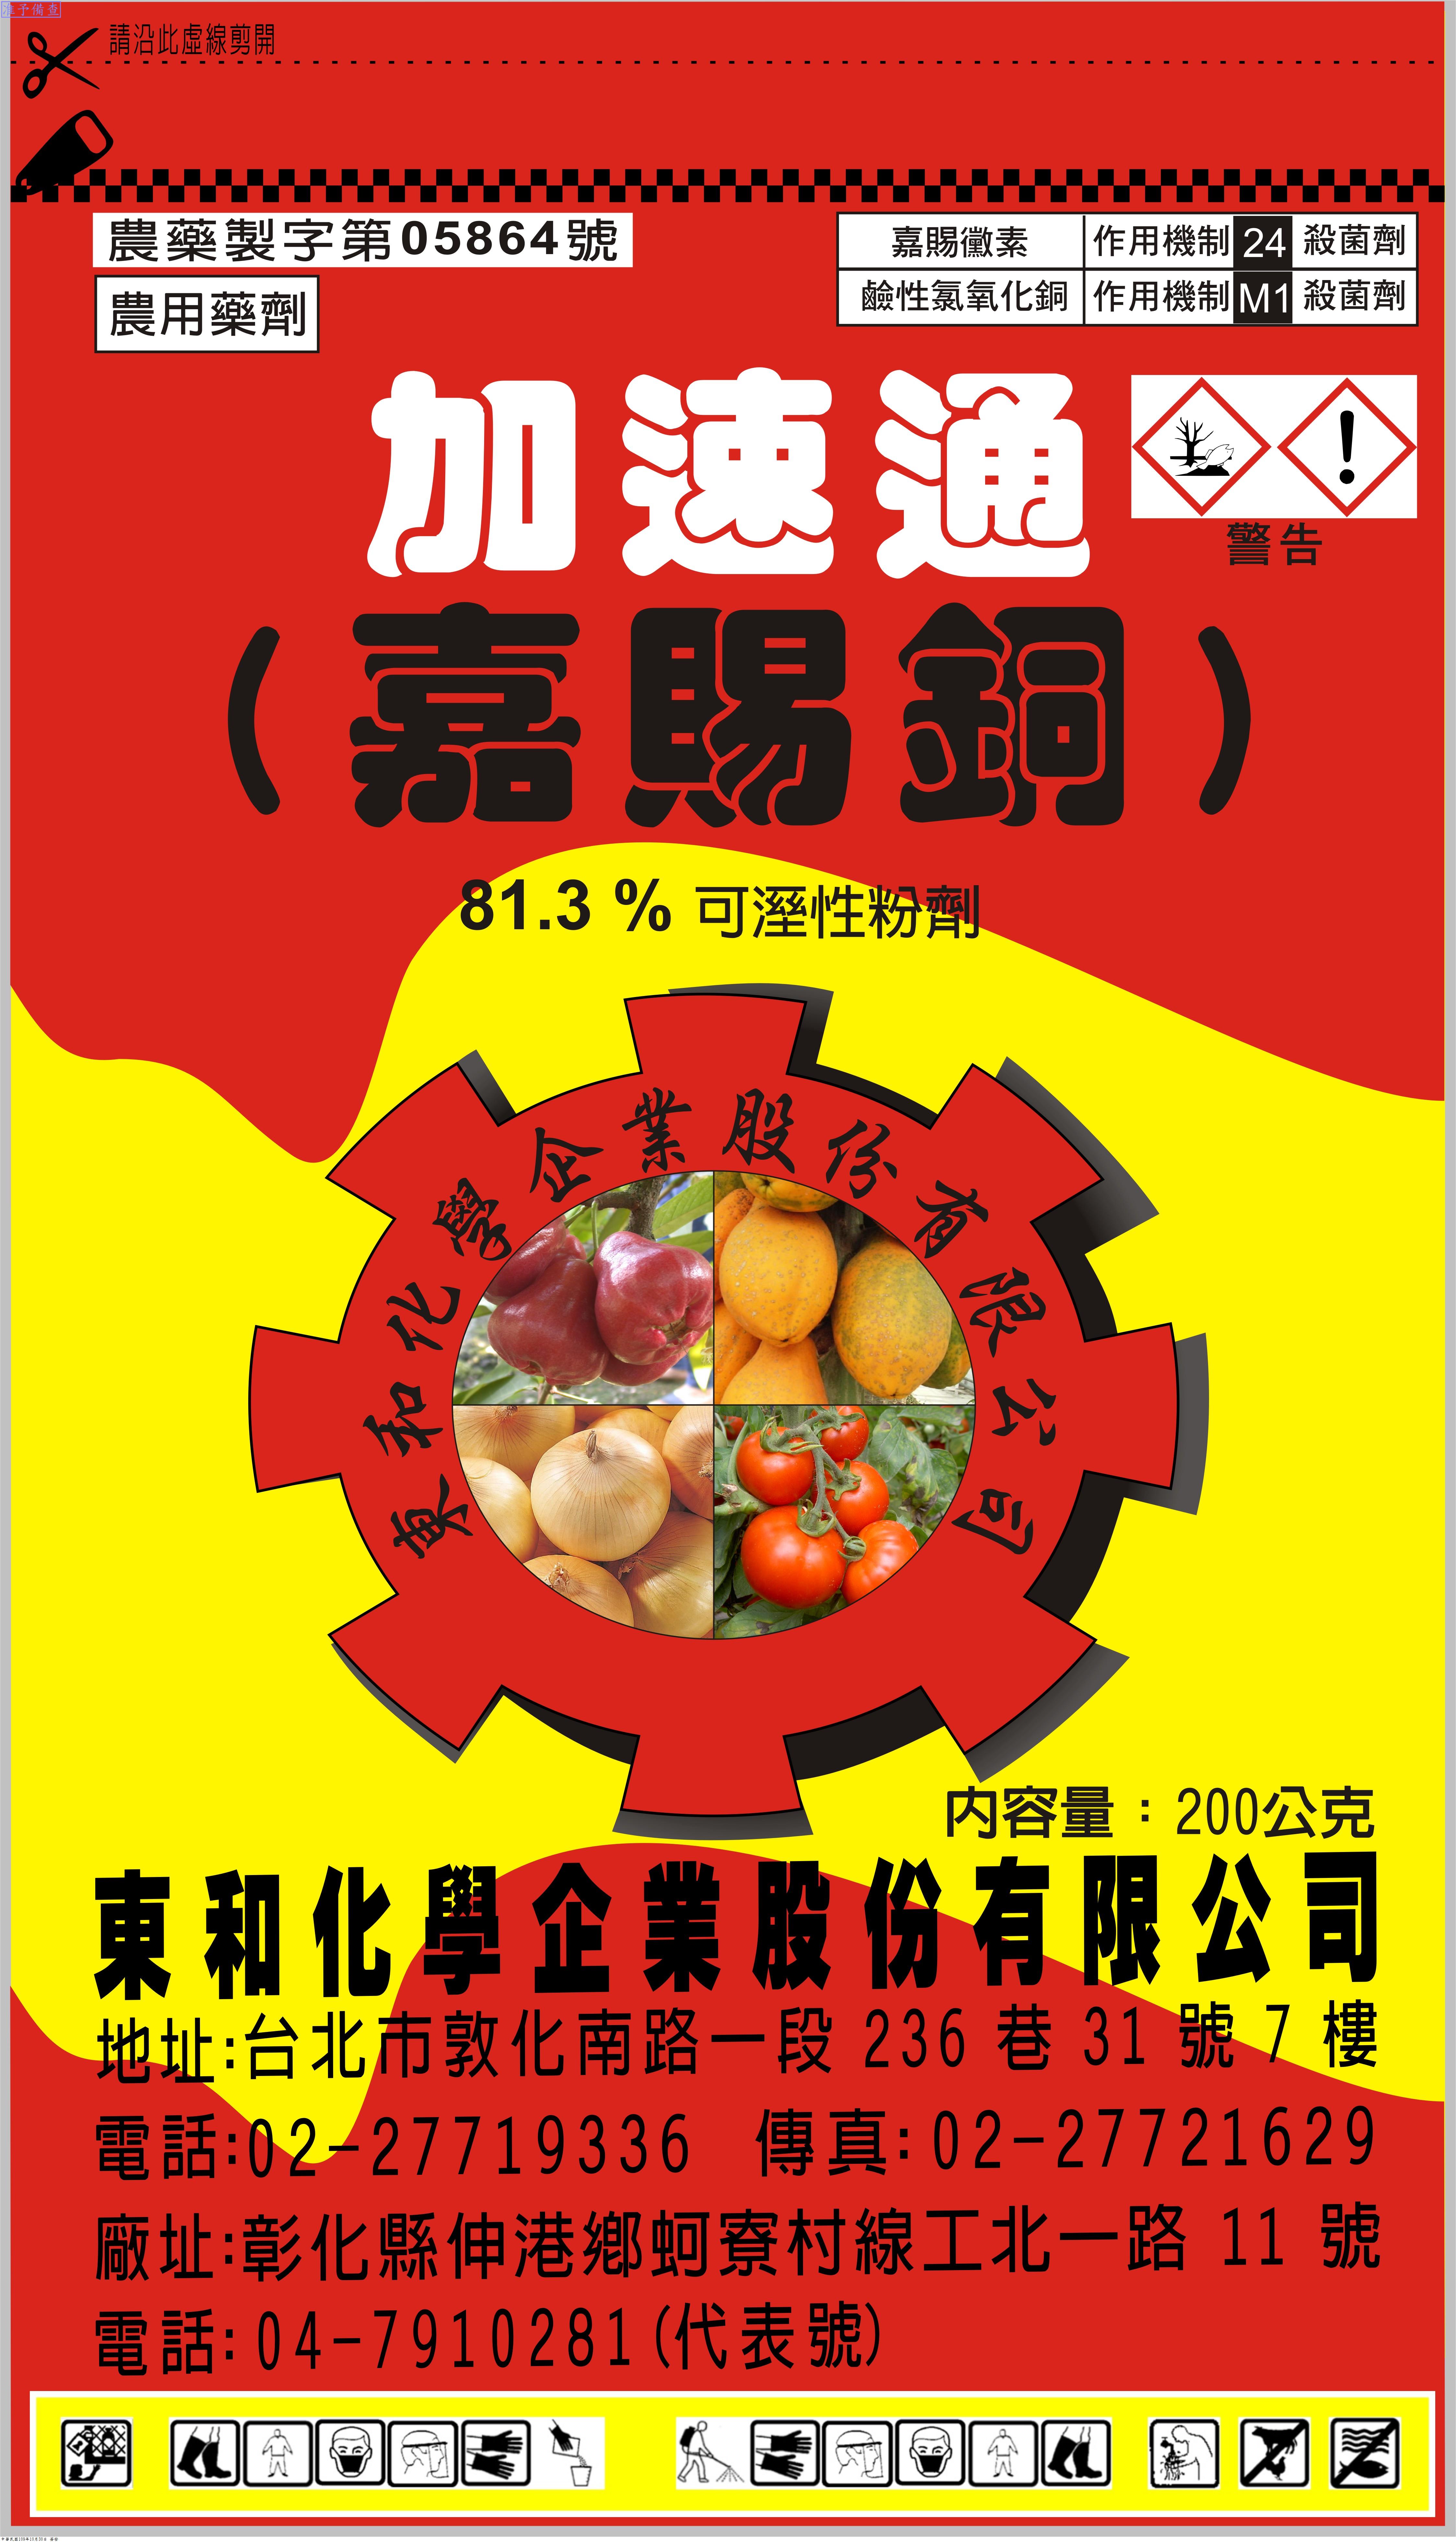 准予備查
請沿此虛線剪開
農藥製字第05864號
農用藥劑
嘉賜黴素 作用機制 24 殺菌劑
鹼性氯氧化銅 作用機制 M1 殺菌劑
加速通
警告
(嘉賜銅)
81.3 % 可溼性粉劑
東和化學企業股份有限公司
內容量：200公克
東和化學企業股份有限公司
地址:台北市敦化南路一段 236 巷 31 號 7 樓
電話:02-27719336 傳真:02-27721629
廠址:彰化縣伸港鄉蚵寮村線工北一路 11 號
電話:04-7910281(代表號)